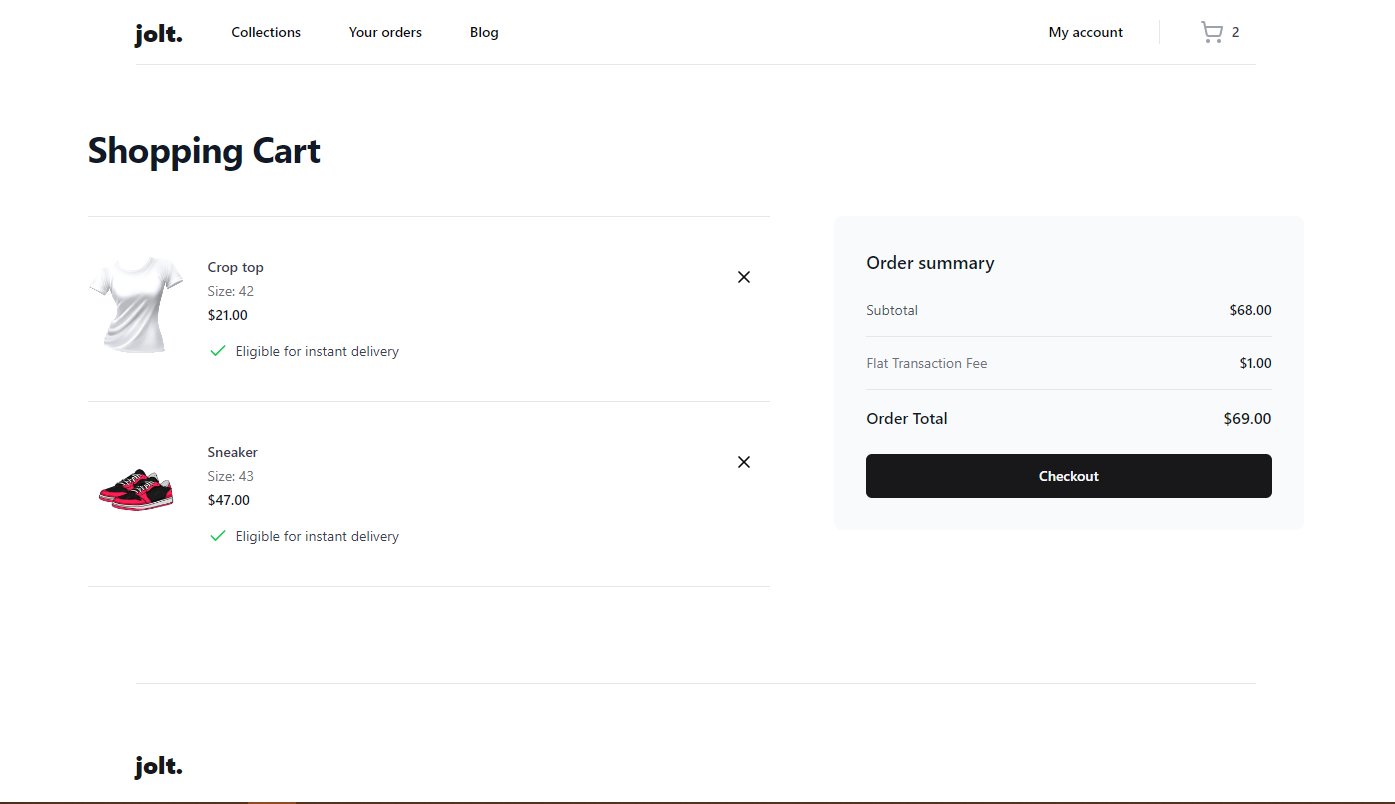 jolt. Collections Your orders Blog My account 2
Shopping Cart
Crop top
Size: 42
$21.00
Eligible for instant delivery
Sneaker
Size: 43
$47.00
Eligible for instant delivery
Order summary
Subtotal $68.00
Flat Transaction Fee $1.00
Order Total $69.00
Checkout
jolt.